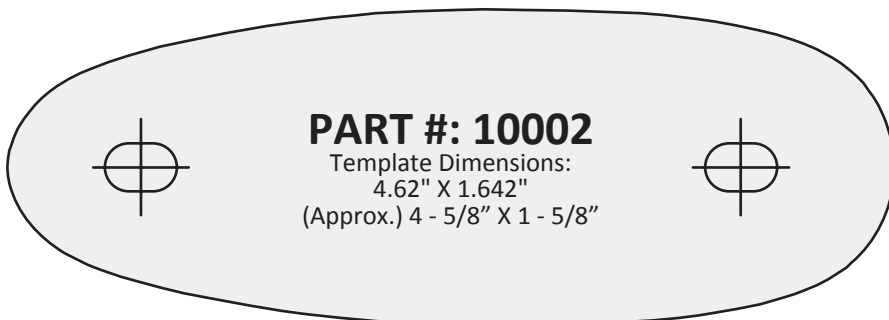 PART #: 10002
Template Dimensions:
4.62" X 1.642"
(Approx.) 4 - 5/8” X 1 - 5/8”